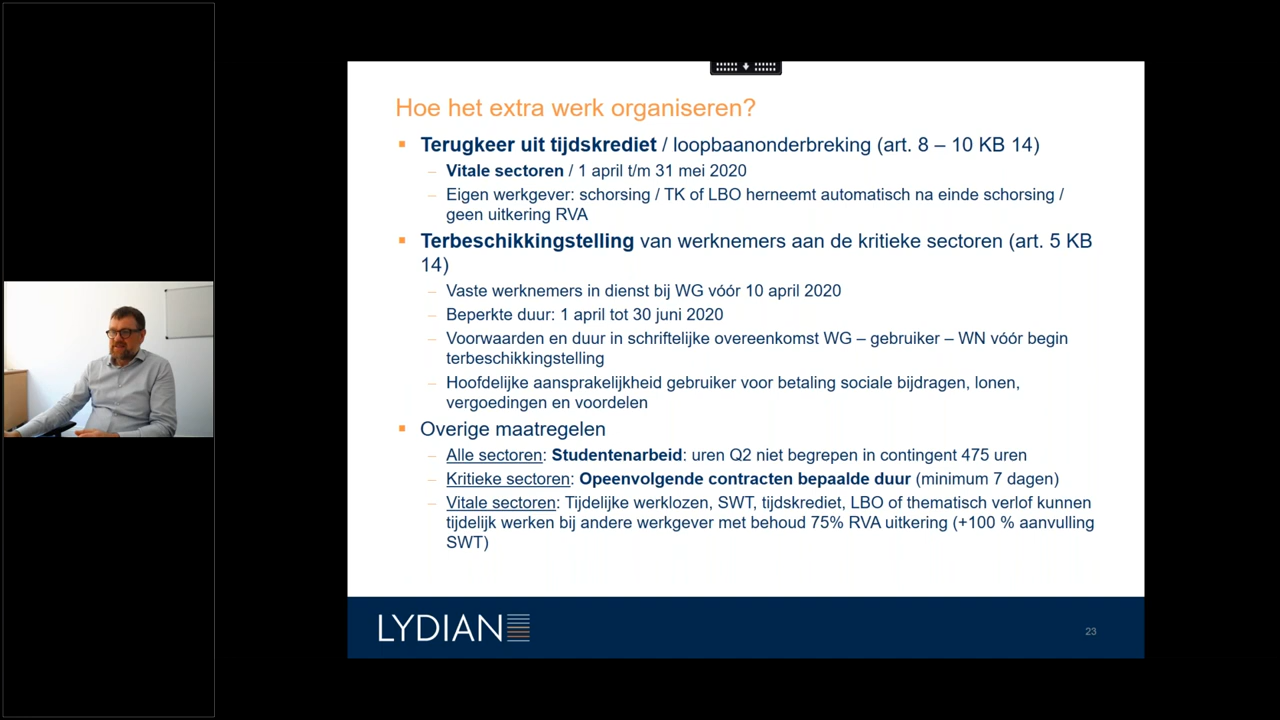 Hoe het extra werk organiseren?
Terugkeer uit tijdskrediet / loopbaanonderbreking (art. 8 – 10 KB 14)
– Vitale sectoren / 1 april t/m 31 mei 2020
– Eigen werkgever: schorsing / TK of LBO herneemt automatisch na einde schorsing /
geen uitkering RVA
Terbeschikkingstelling van werknemers aan de kritieke sectoren (art. 5 KB
14)
– Vaste werknemers in dienst bij WG vóór 10 april 2020
– Beperkte duur: 1 april tot 30 juni 2020
– Voorwaarden en duur in schriftelijke overeenkomst WG – gebruiker – WN vóór begin
terbeschikkingstelling
– Hoofdelijke aansprakelijkheid gebruiker voor betaling sociale bijdragen, lonen,
vergoedingen en voordelen
Overige maatregelen
– Alle sectoren: Studentenarbeid: uren Q2 niet begrepen in contingent 475 uren
– Kritieke sectoren: Opeenvolgende contracten bepaalde duur (minimum 7 dagen)
– Vitale sectoren: Tijdelijke werklozen, SWT, tijdskrediet, LBO of thematisch verlof kunnen
tijdelijk werken bij andere werkgever met behoud 75% RVA uitkering (+100 % aanvulling
SWT)
LYDIAN
23